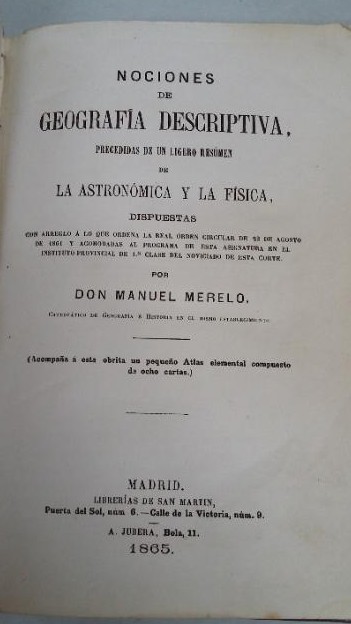 NOCIONES
DE
GEOGRAFÍA DESCRIPTIVA,
PRECEDIDAS DE UN LIGERO RESÚMEN
DE
LA ASTRONÓMICA Y LA FÍSICA,
DISPUESTAS
CON ARREGLO Á LO QUE ORDENA LA REAL ÓRDEN CIRCULAR DE 20 DE AGOSTO
DE 1861 Y ACOMODADAS AL PROGRAMA DE ESTA ASIGNATURA EN EL
INSTITUTO PROVINCIAL DE 1.ª CLASE DEL NOVICIADO DE ESTA CORTE.
POR
DON MANUEL MERELO,
CATEDRÁTICO DE GEOGRAFÍA É HISTORIA EN EL MISMO ESTABLECIMIENTO
(Acompaña á esta obrita un pequeño Atlas elemental compuesto
de ocho cartas.)
MADRID.
LIBRERÍAS DE SAN MARTIN,
Puerta del Sol, núm 6.—Calle de la Victoria, núm. 9.
A. JUBERA, Bola, 11.
1865.